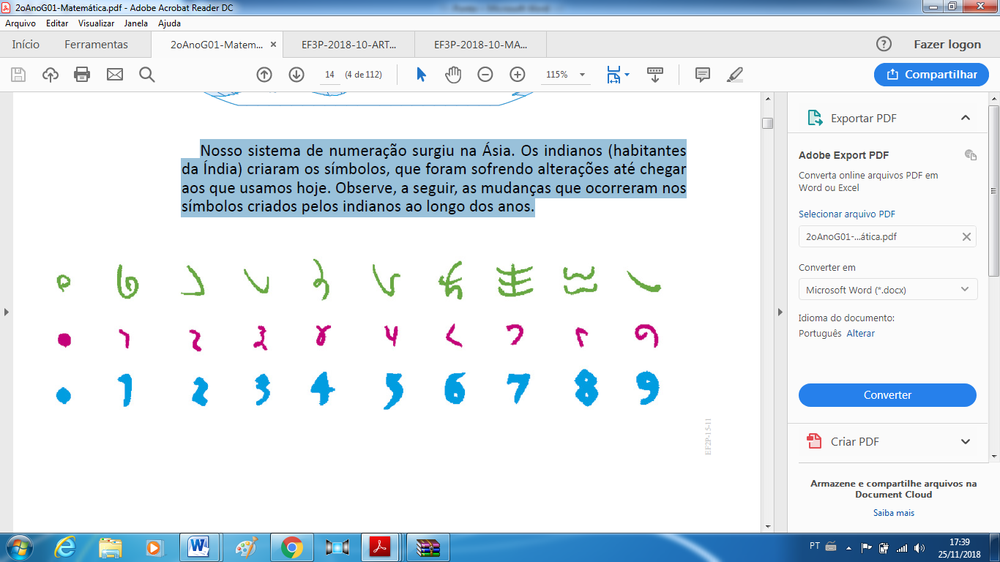 2oAnoG01-Matemática.pdf - Adobe Acrobat Reader DC
Arquivo Editar Visualizar Janela Ajuda
Início Ferramentas 2oAnoG01-Matem... × EF3P-2018-10-ART... EF3P-2018-10-MA... ? Fazer logon
14 (4 de 112) 115% Compartilhar
Nosso sistema de numeração surgiu na Ásia. Os indianos (habitantes
da Índia) criaram os símbolos, que foram sofrendo alterações até chegar
aos que usamos hoje. Observe, a seguir, as mudanças que ocorreram nos
símbolos criados pelos indianos ao longo dos anos.
1 2 3 4 5 6 7 8 9
EF2P-15-11
Exportar PDF
Adobe Export PDF
Converta online arquivos PDF em
Word ou Excel
Selecionar arquivo PDF
2oAnoG01-...ática.pdf
Converter em
Microsoft Word (*.docx)
Idioma do documento:
Português Alterar
Converter
Criar PDF
Armazene e compartilhe arquivos na
Document Cloud
Saiba mais
PT 17:39
25/11/2018